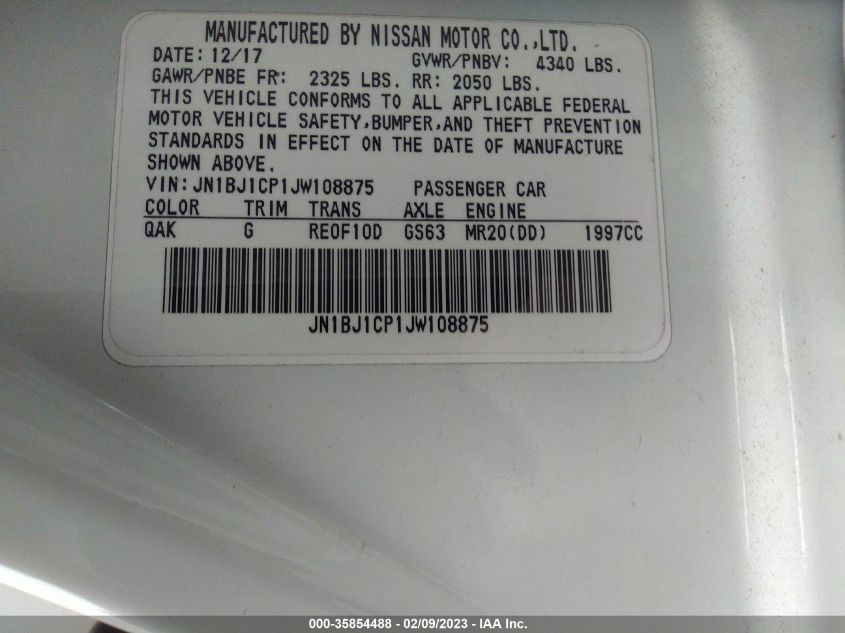 MANUFACTURED BY NISSAN MOTOR CO.,LTD.
DATE: 12/17 GVWR/PNBV: 4340 LBS.
GAWR/PNBE FR: 2325 LBS. RR: 2050 LBS.
THIS VEHICLE CONFORMS TO ALL APPLICABLE FEDERAL
MOTOR VEHICLE SAFETY,BUMPER,AND THEFT PREVENTION
STANDARDS IN EFFECT ON THE DATE OF MANUFACTURE
SHOWN ABOVE.
VIN: JN1BJ1CP1JW108875 PASSENGER CAR
COLOR TRIM TRANS AXLE ENGINE
QAK G RE0F10D GS63 MR20(DD) 1997CC
JN1BJ1CP1JW108875
000-35854488 - 02/09/2023 - IAA Inc.